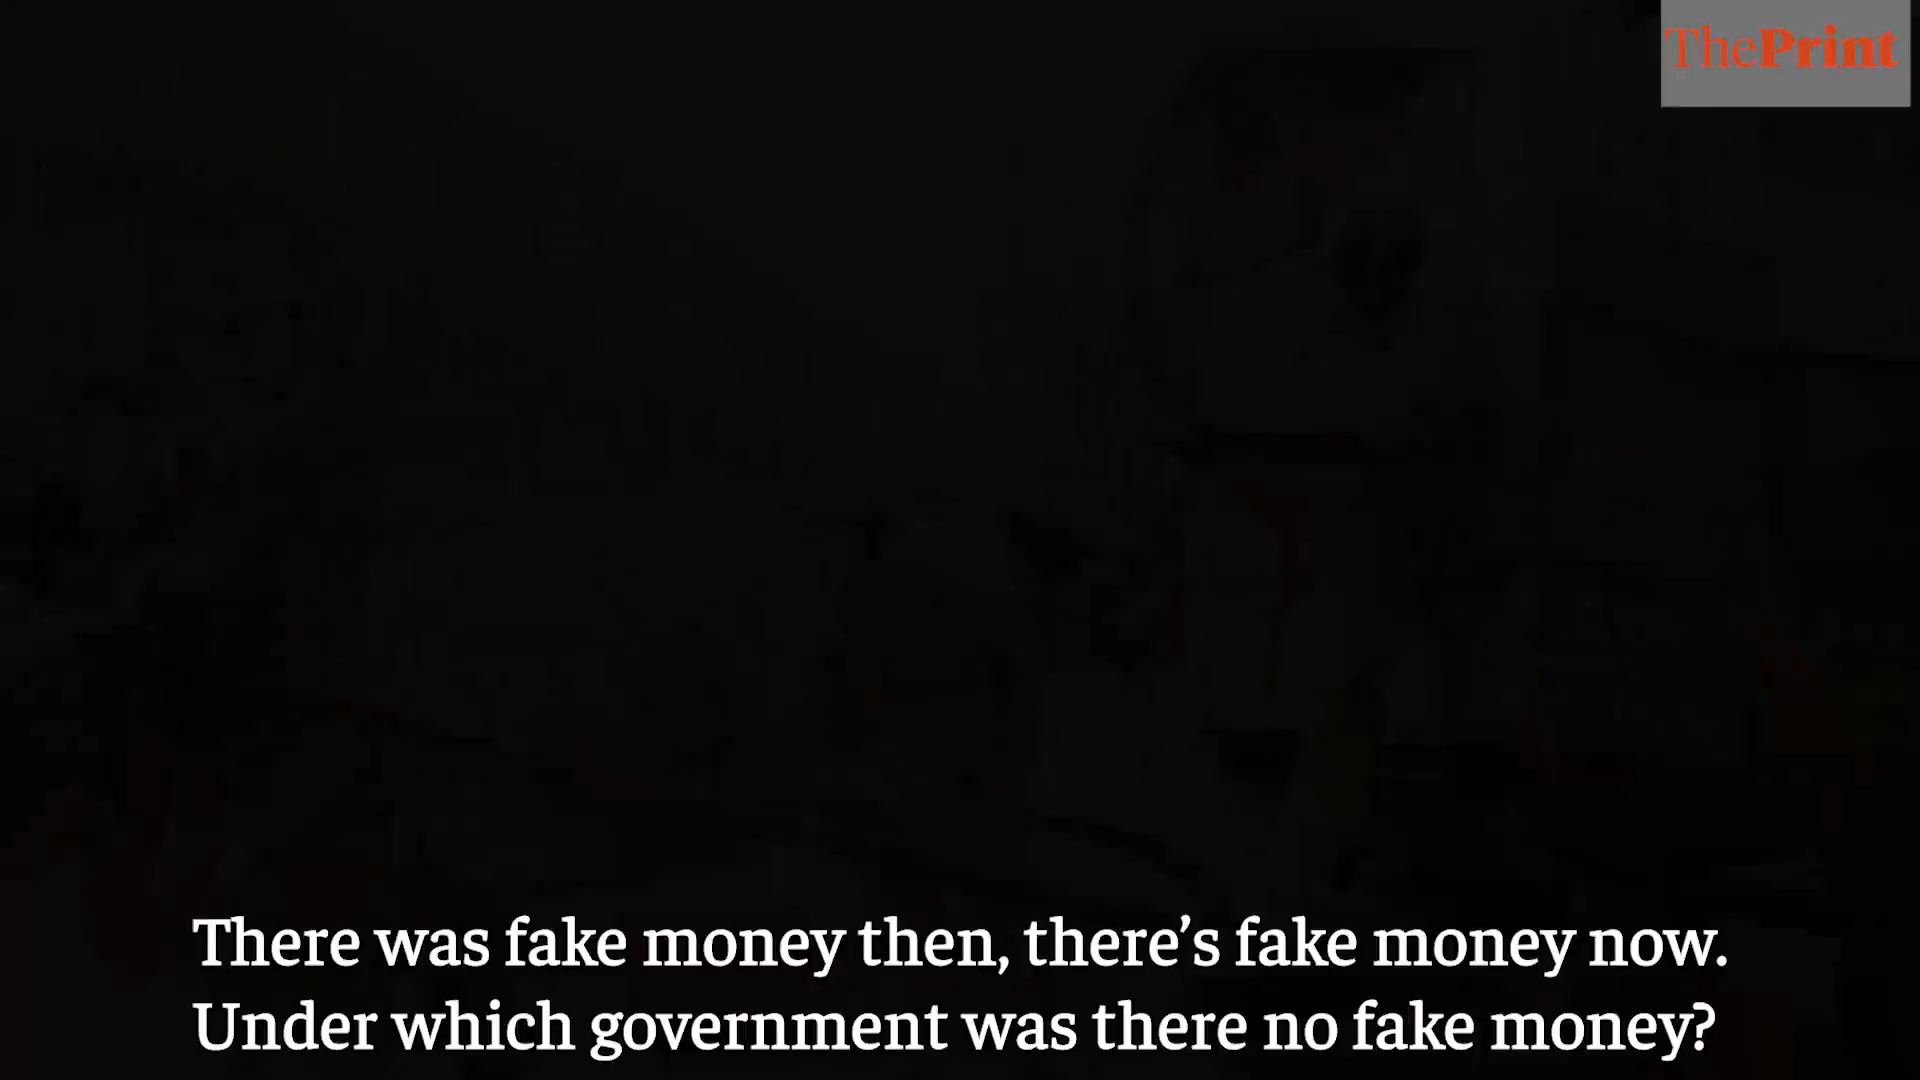 ThePrint
There was fake money then, there’s fake money now.
Under which government was there no fake money?